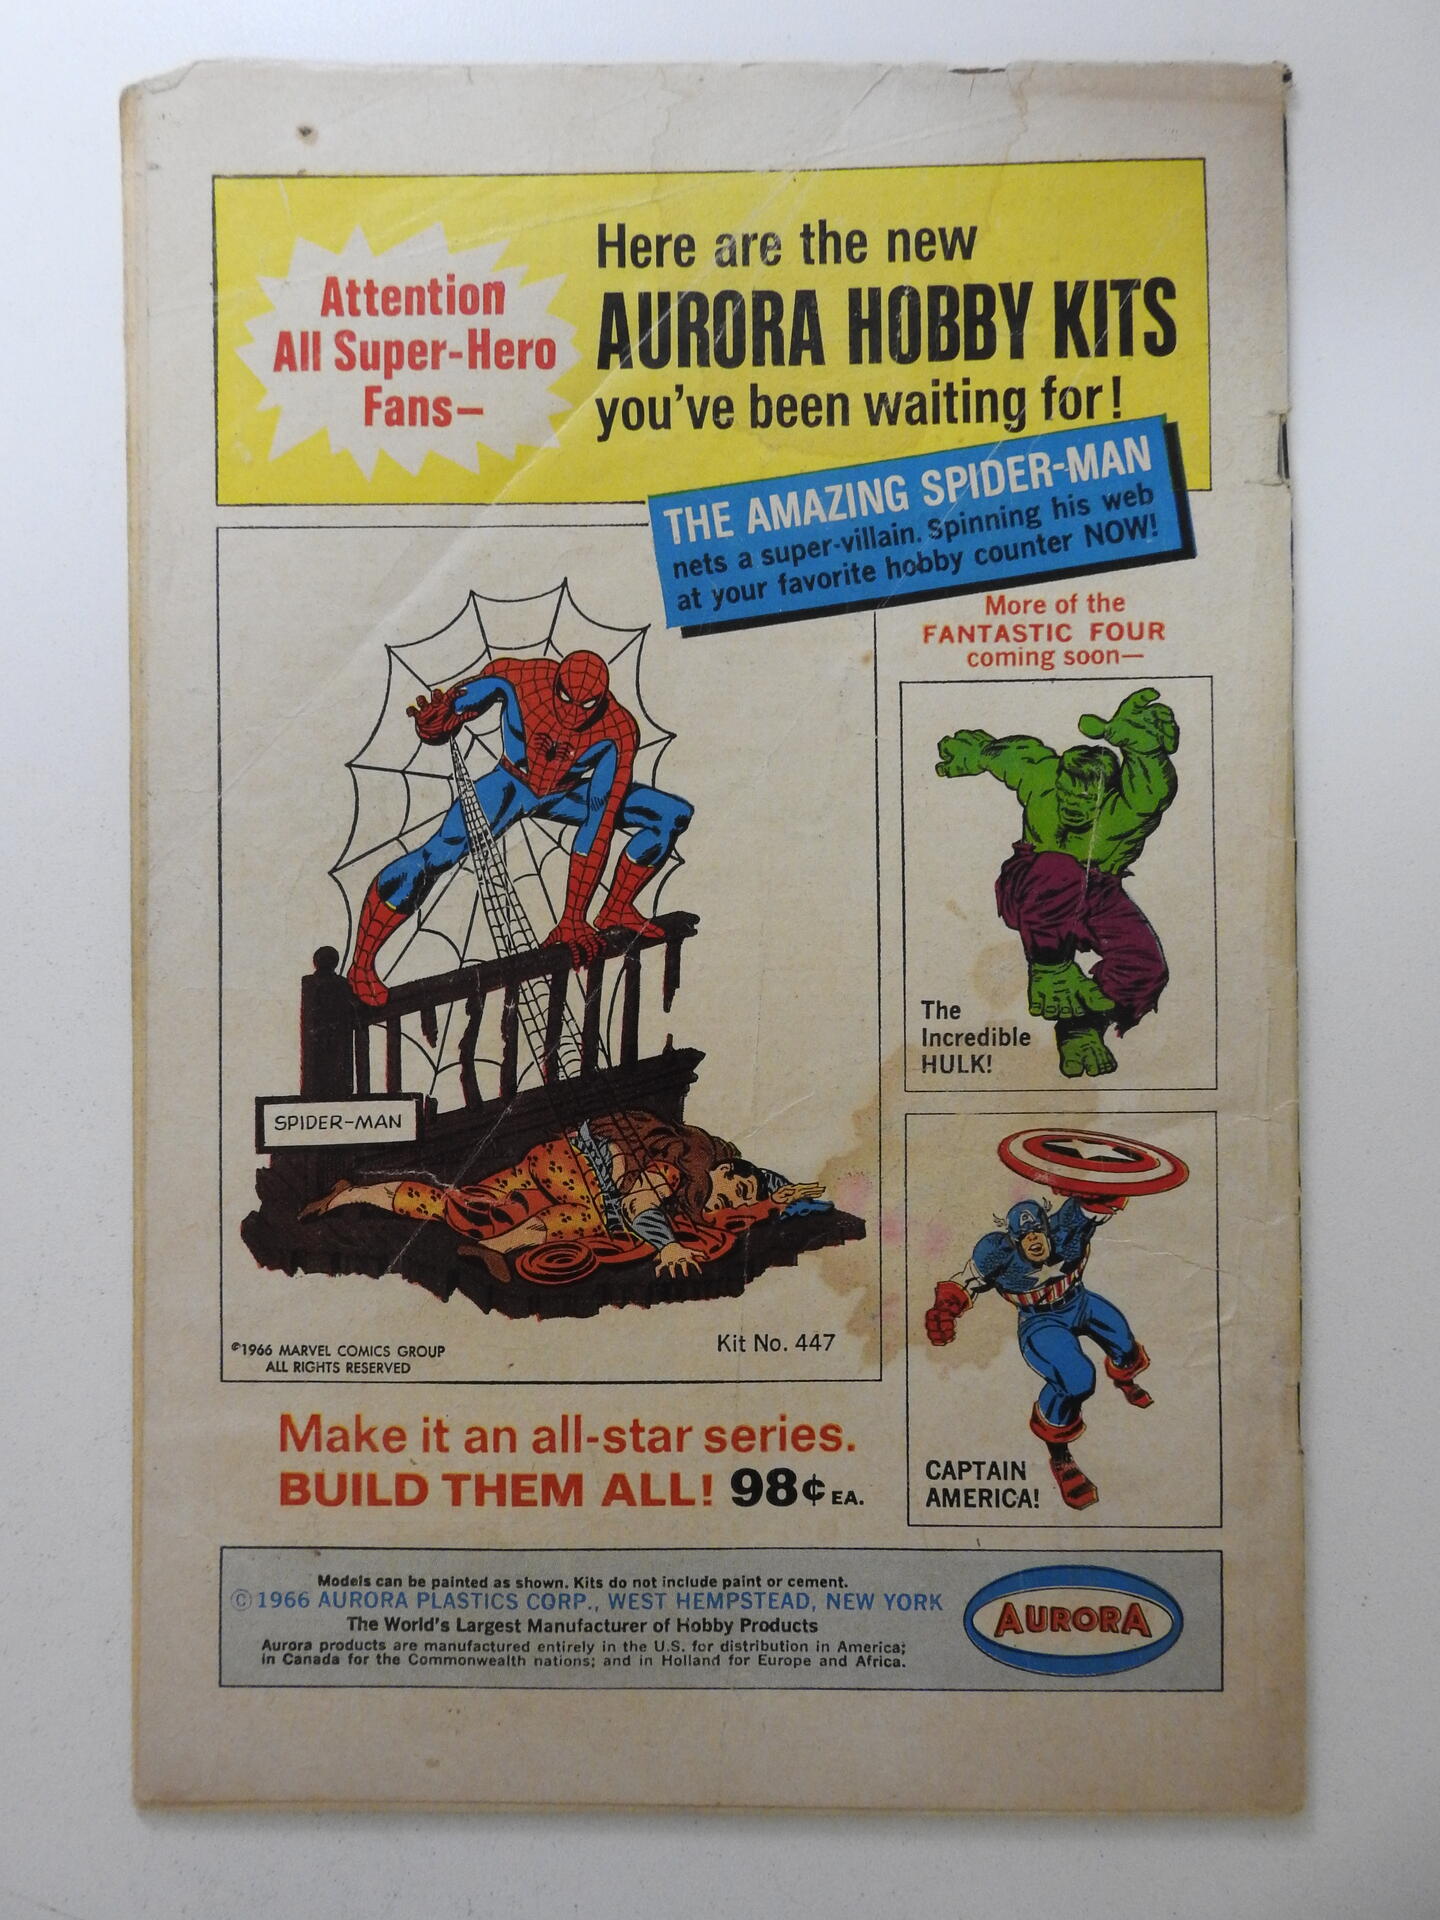 Attention
All Super-Hero
Fans—
Here are the new
AURORA HOBBY KITS
you've been waiting for!
THE AMAZING SPIDER-MAN
nets a super-villain. Spinning his web
at your favorite hobby counter NOW!
More of the
FANTASTIC FOUR
coming soon—
The
Incredible
HULK!
SPIDER-MAN
©1966 MARVEL COMICS GROUP
ALL RIGHTS RESERVED
Kit No. 447
A
CAPTAIN
AMERICA!
Make it an all-star series.
BUILD THEM ALL! 98¢ EA.
Models can be painted as shown. Kits do not include paint or cement.
©1966 AURORA PLASTICS CORP., WEST HEMPSTEAD, NEW YORK
The World's Largest Manufacturer of Hobby Products
Aurora products are manufactured entirely in the U.S. for distribution in America;
in Canada for the Commonwealth nations; and in Holland for Europe and Africa.
AURORA